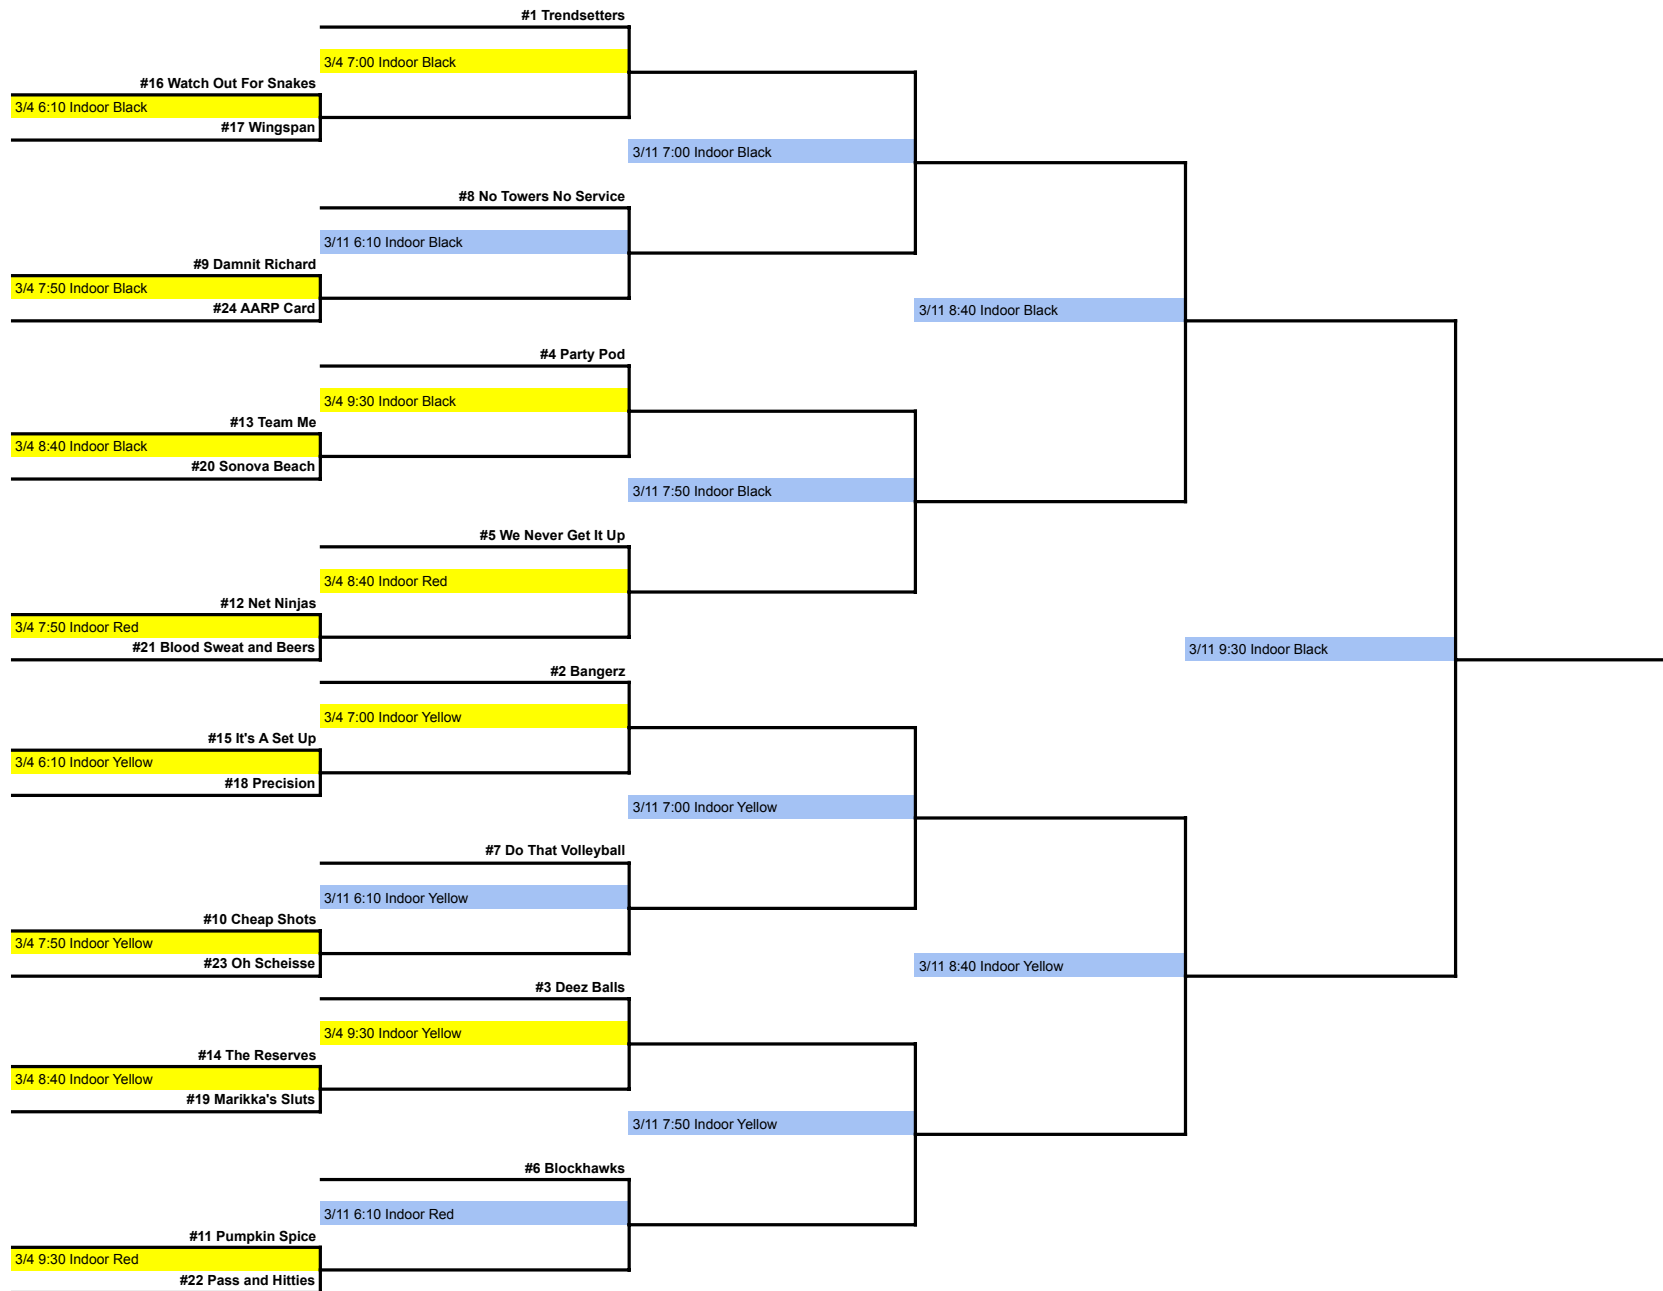 #1 Trendsetters
3/4 7:00 Indoor Black
#16 Watch Out For Snakes
3/4 6:10 Indoor Black
#17 Wingspan
3/11 7:00 Indoor Black
#8 No Towers No Service
3/11 6:10 Indoor Black
#9 Damnit Richard
3/4 7:50 Indoor Black
#24 AARP Card
3/11 8:40 Indoor Black
#4 Party Pod
3/4 9:30 Indoor Black
#13 Team Me
3/4 8:40 Indoor Black
#20 Sonova Beach
3/11 7:50 Indoor Black
#5 We Never Get It Up
3/4 8:40 Indoor Red
#12 Net Ninjas
3/4 7:50 Indoor Red
#21 Blood Sweat and Beers
3/11 9:30 Indoor Black
#2 Bangerz
3/4 7:00 Indoor Yellow
#15 It's A Set Up
3/4 6:10 Indoor Yellow
#18 Precision
3/11 7:00 Indoor Yellow
#7 Do That Volleyball
3/11 6:10 Indoor Yellow
#10 Cheap Shots
3/4 7:50 Indoor Yellow
#23 Oh Scheisse
3/11 8:40 Indoor Yellow
#3 Deez Balls
3/4 9:30 Indoor Yellow
#14 The Reserves
3/4 8:40 Indoor Yellow
#19 Marikka's Sluts
3/11 7:50 Indoor Yellow
#6 Blockhawks
3/11 6:10 Indoor Red
#11 Pumpkin Spice
3/4 9:30 Indoor Red
#22 Pass and Hitties